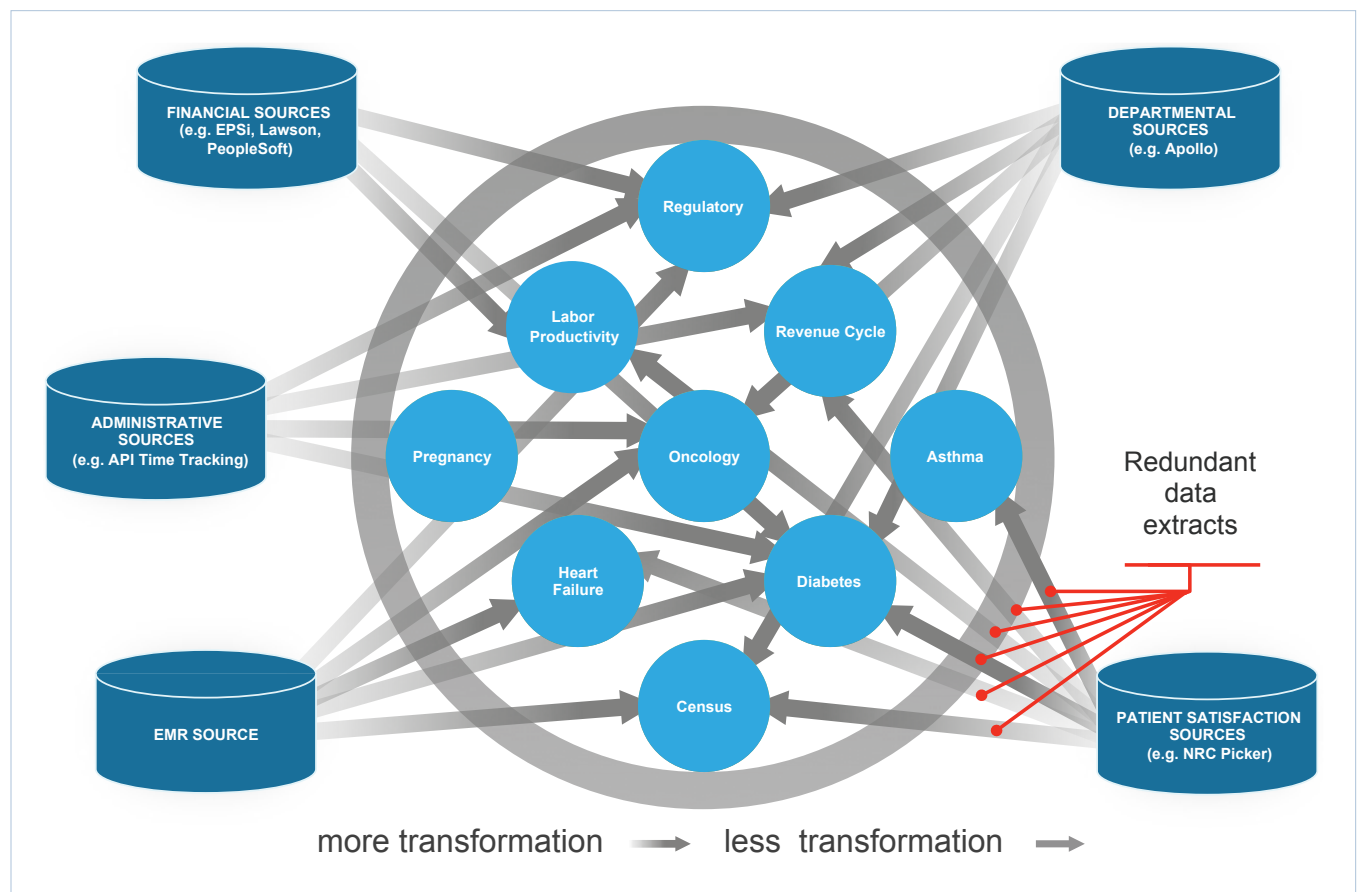 FINANCIAL SOURCES
(e.g. EPSi, Lawson,
PeopleSoft)
DEPARTMENTAL
SOURCES
(e.g. Apollo)
Regulatory
Labor
Productivity
Revenue Cycle
ADMINISTRATIVE
SOURCES
(e.g. API Time Tracking)
Pregnancy
Oncology
Asthma
Redundant
data
extracts
Heart
Failure
Diabetes
EMR SOURCE
Census
PATIENT SATISFACTION
SOURCES
(e.g. NRC Picker)
more transformation
less transformation